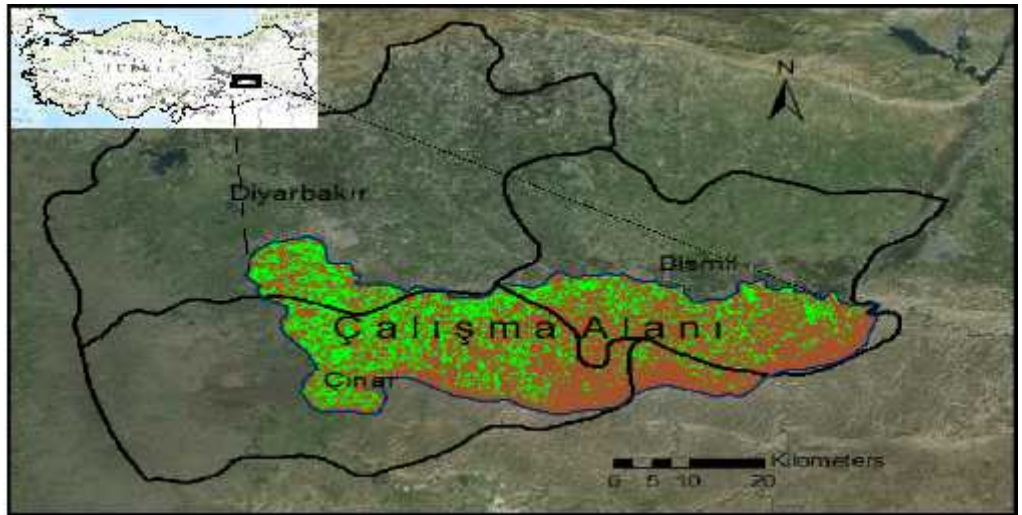 N
Diyarbakır
Bismil
Çalışma Alanı
Çınar
Kilometers
0 5 10 20